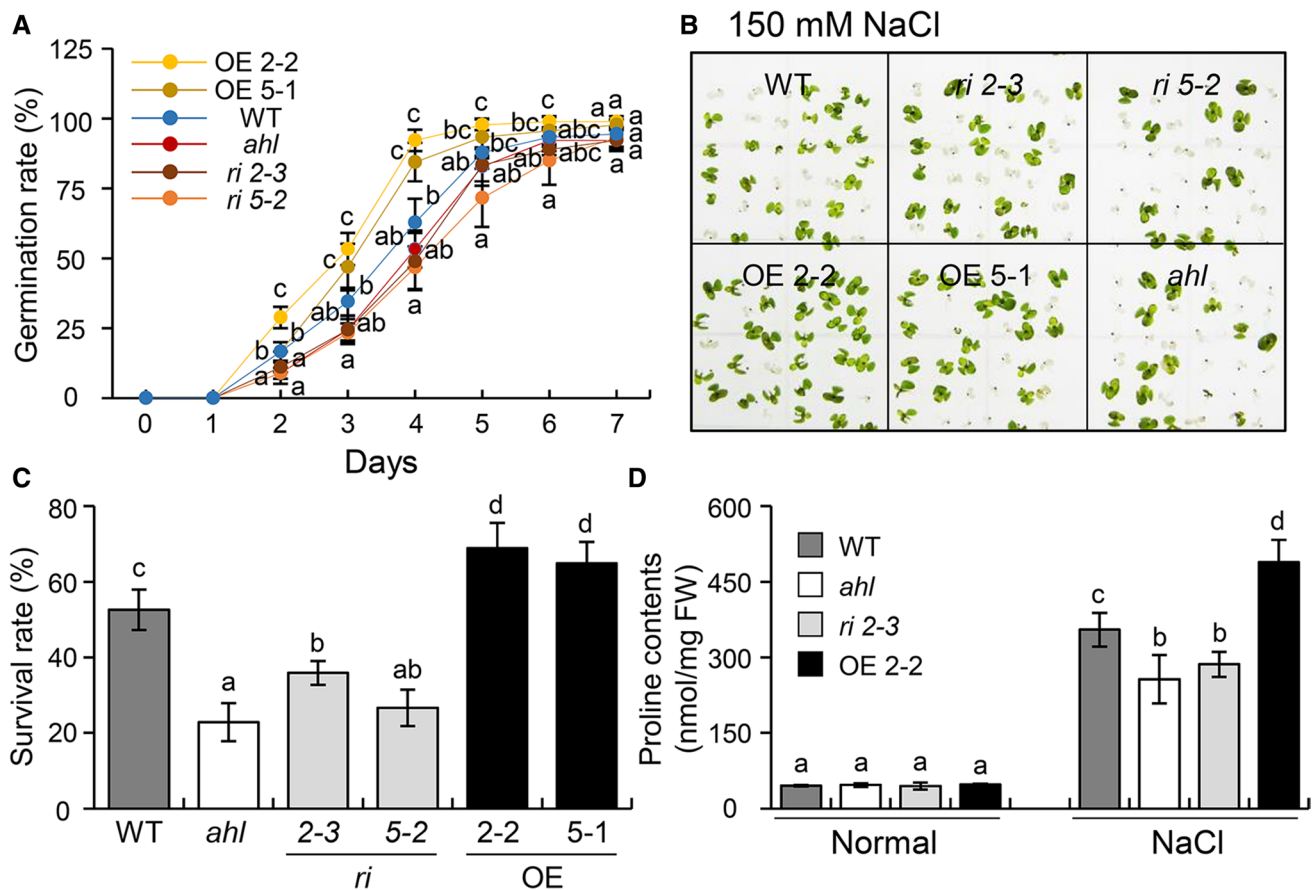 A
Germination rate (%)
125
100
75
50
25
0
OE 2-2
OE 5-1
WT
ahl
ri 2-3
ri 5-2
c
b
b
a
a
a
c
c
b
ab
ab
a
c
c
b
ab
ab
a
c
bc
bc
ab
ab
a
c
bc
abc
ab
abc
a
a
a
a
a
a
a
0 1 2 3 4 5 6 7
Days
B
150 mM NaCl
WT
ri 2-3
ri 5-2
OE 2-2
OE 5-1
ahl
C
Survival rate (%)
80
60
40
20
0
c
a
b
ab
d
d
WT ahl 2-3 5-2 2-2 5-1
ri OE
D
Proline contents
(nmol/mg FW)
600
450
300
150
0
WT
ahl
ri 2-3
OE 2-2
a a a a
c b b d
Normal NaCl